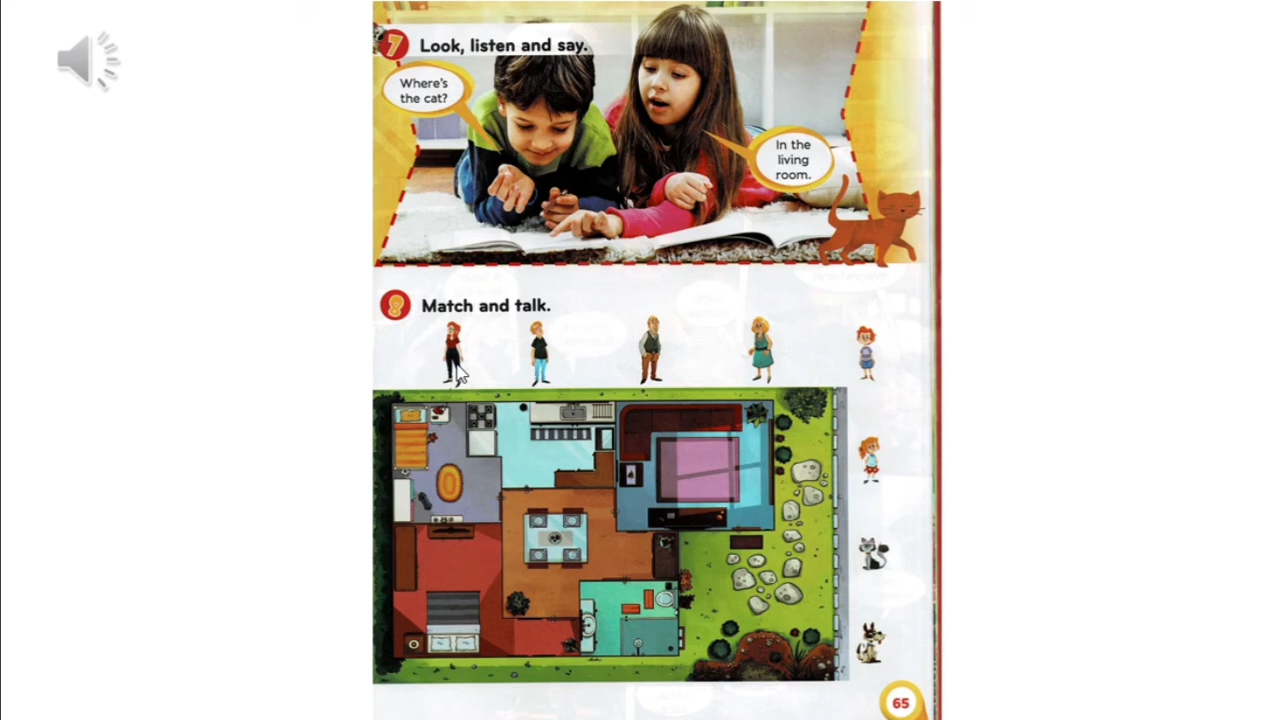 7 Look, listen and say.
Where's
the cat?
In the
living
room.
8 Match and talk.
65